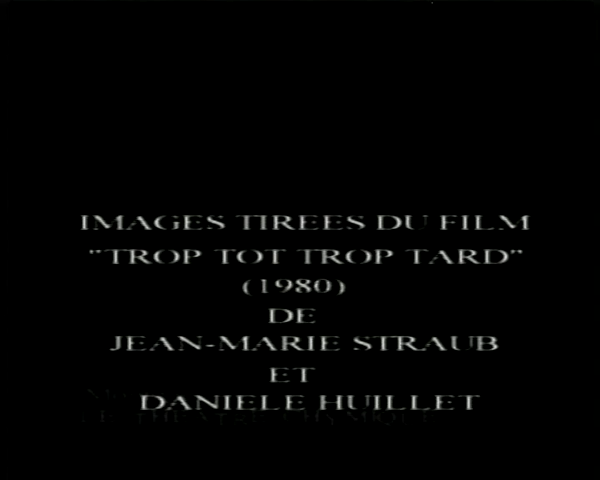 IMAGES TIREES DU FILM
"TROP TOT TROP TARD"
(1980)
DE
JEAN-MARIE STRAUB
ET
DANIELE HUILLET